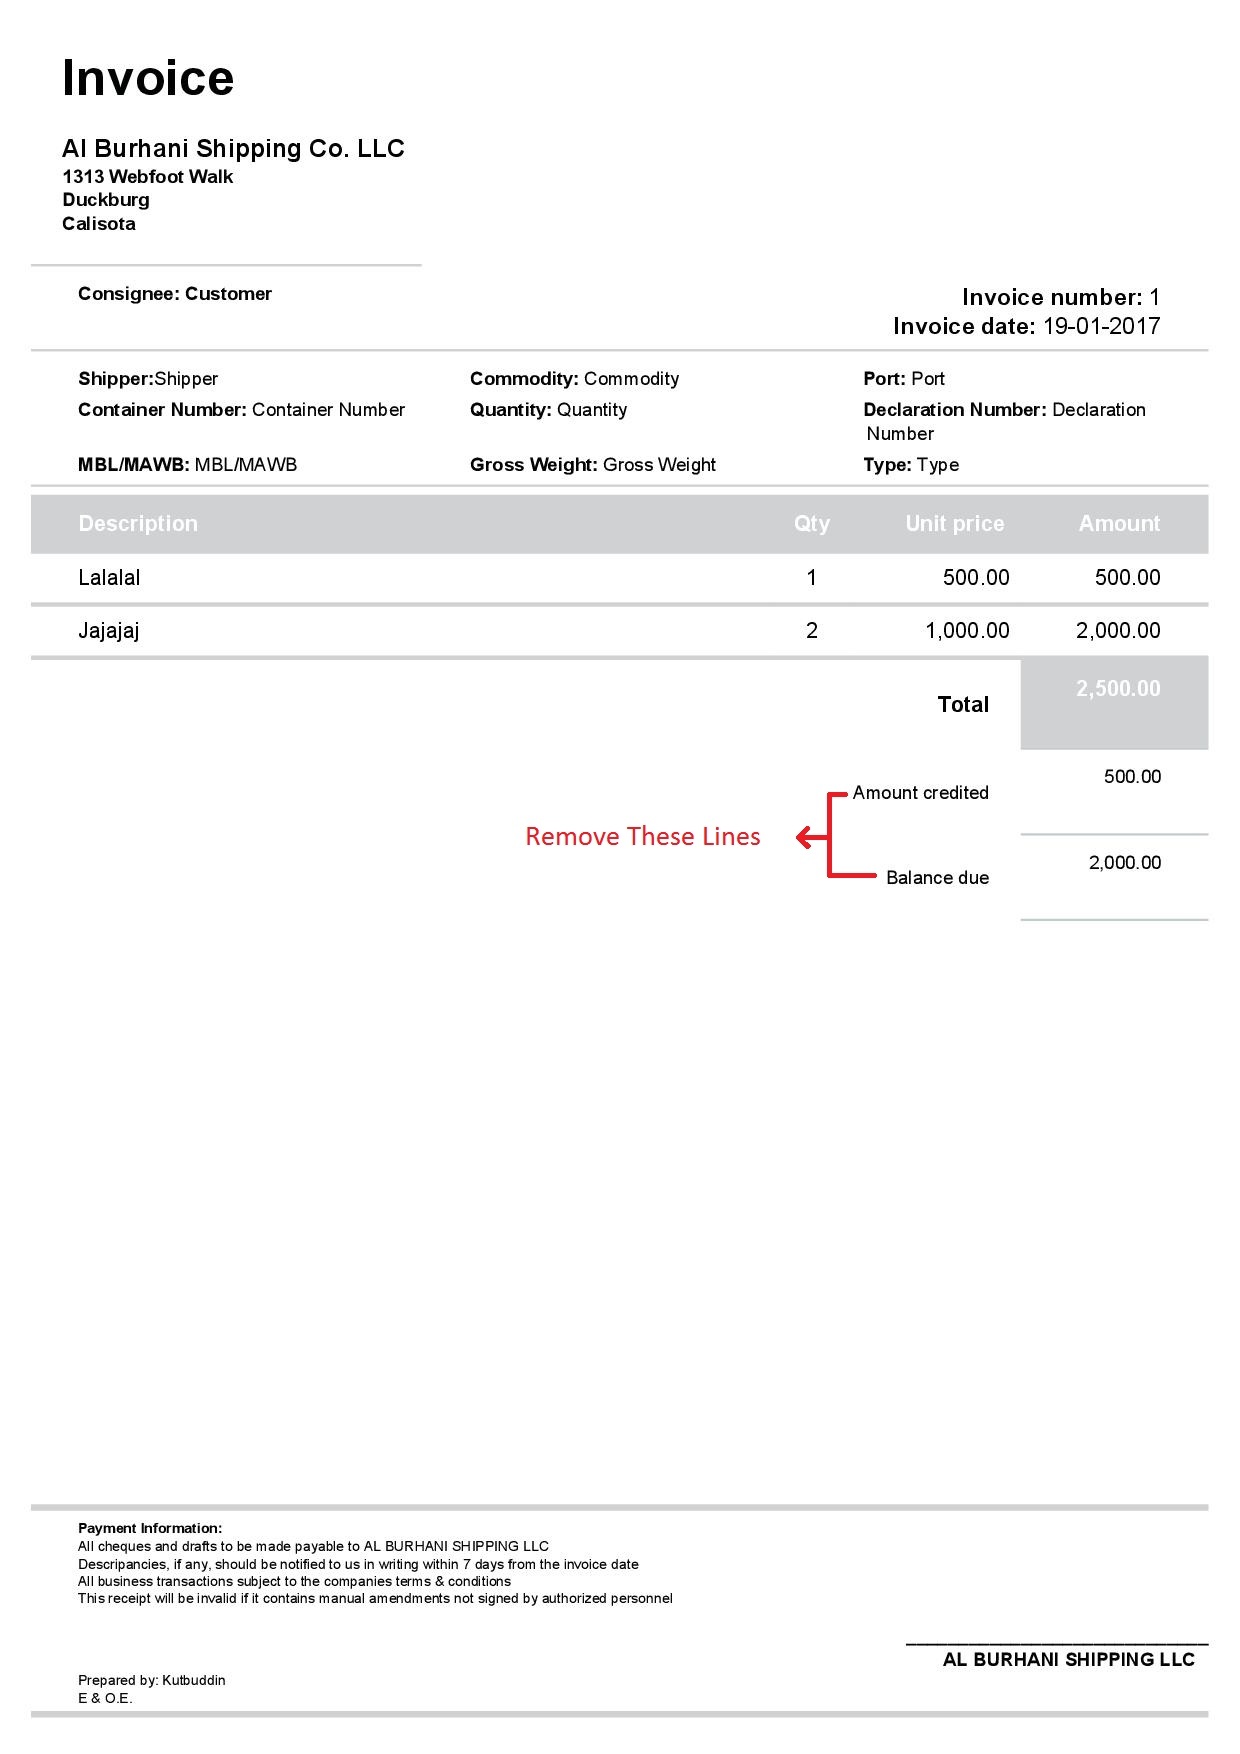 Invoice
Al Burhani Shipping Co. LLC
1313 Webfoot Walk
Duckburg
Calisota
Consignee: Customer
Invoice number: 1
Invoice date: 19-01-2017
Shipper:Shipper Commodity: Commodity Port: Port
Container Number: Container Number Quantity: Quantity Declaration Number: Declaration
Number
MBL/MAWB: MBL/MAWB Gross Weight: Gross Weight Type: Type
Description Qty Unit price Amount
Lalalal 1 500.00 500.00
Jajajaj 2 1,000.00 2,000.00
Total 2,500.00
Amount credited 500.00
Remove These Lines
Balance due 2,000.00
Payment Information:
All cheques and drafts to be made payable to AL BURHANI SHIPPING LLC
Descripancies, if any, should be notified to us in writing within 7 days from the invoice date
All business transactions subject to the companies terms & conditions
This receipt will be invalid if it contains manual amendments not signed by authorized personnel
AL BURHANI SHIPPING LLC
Prepared by: Kutbuddin
E & O.E.